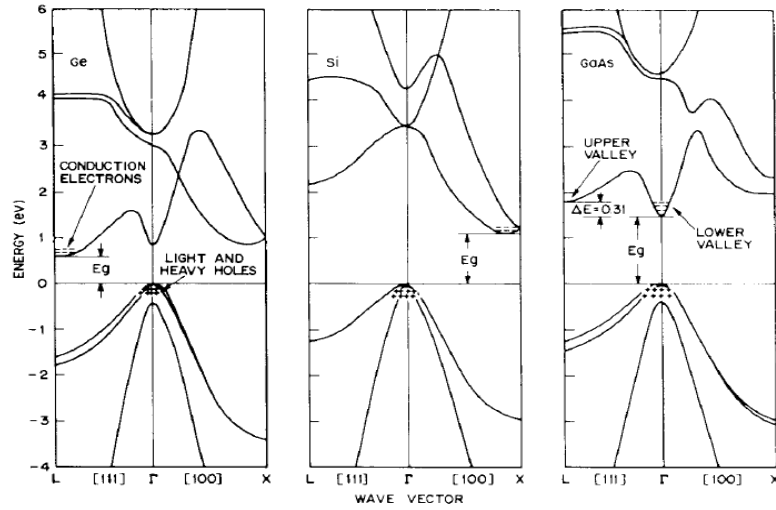 Ge
Si
GaAs
ENERGY (eV)
6
5
4
3
2
1
0
-1
-2
-3
-4
CONDUCTION
ELECTRONS
Eg
LIGHT AND
HEAVY HOLES
Eg
UPPER
VALLEY
ΔE=0.31
LOWER
VALLEY
Eg
L [111] Γ [100] X
L [111] Γ [100] X
L [111] Γ [100] X
WAVE VECTOR